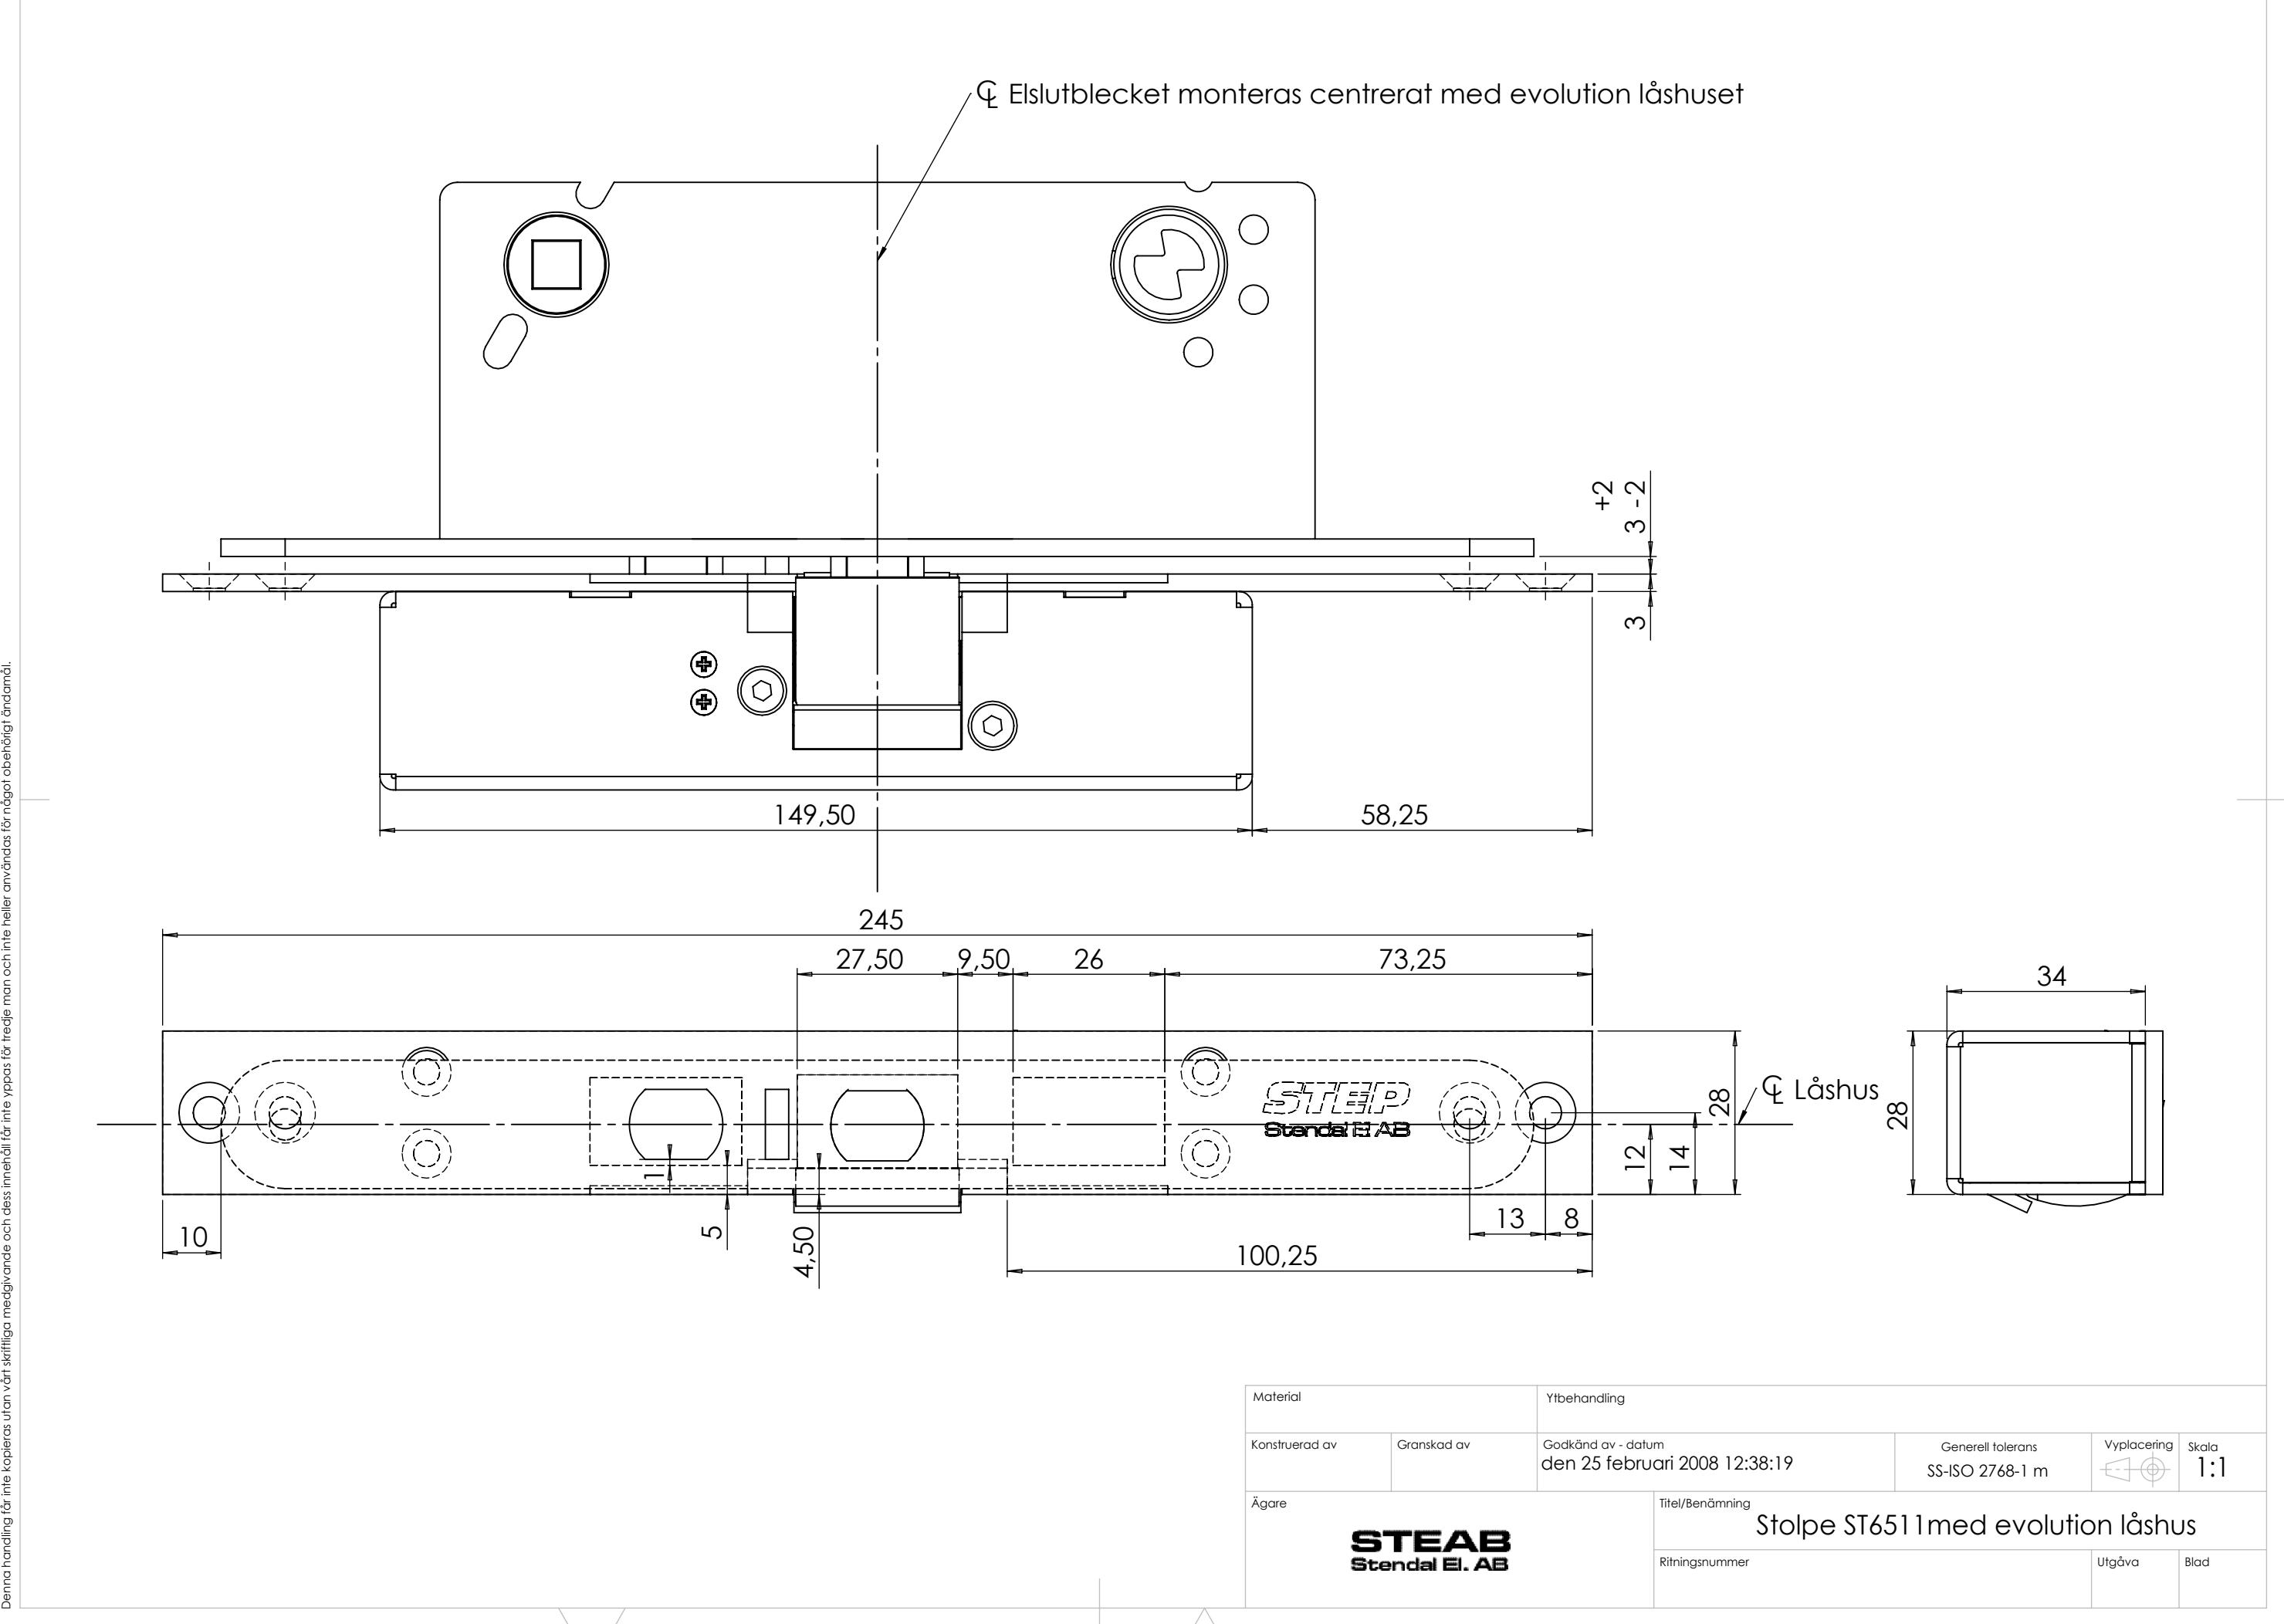 ℄ Elslutblecket monteras centrerat med evolution låshuset
+2
3 -2
3
149,50
58,25
245
27,50
9,50
26
73,25
34
STEP
Stendal El AB
28
℄ Låshus
28
12
14
1
5
4,50
10
13
8
100,25
Material
Ytbehandling
Konstruerad av
Granskad av
Godkänd av - datum
den 25 februari 2008 12:38:19
Generell tolerans
SS-ISO 2768-1 m
Vyplacering
Skala
1:1
Ägare
STEAB
Stendal El. AB
Titel/Benämning
Stolpe ST6511med evolution låshus
Ritningsnummer
Utgåva
Blad
Denna handling får inte kopieras utan vårt skriftliga medgivande och dess innehåll får inte yppas för tredje man och inte heller användas för något obehörigt ändamål.